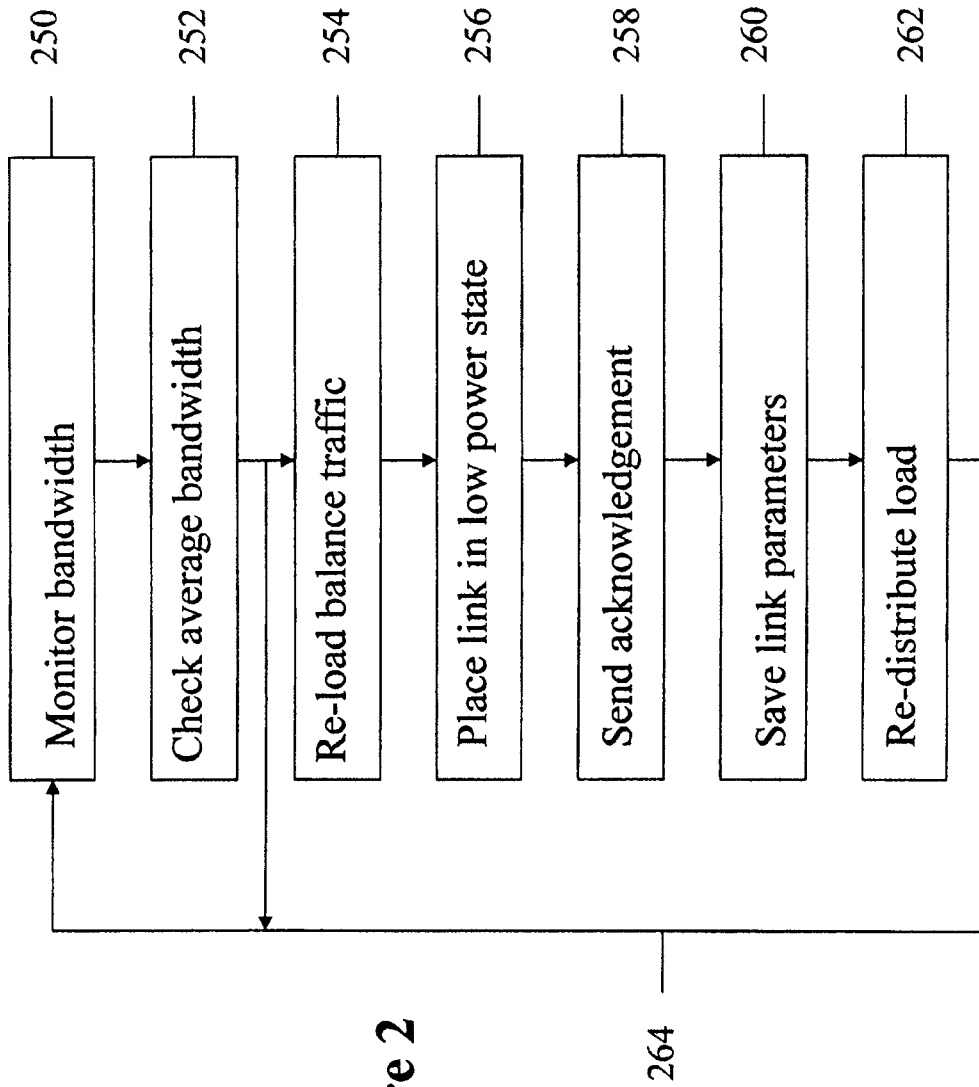 Monitor bandwidth
250
Check average bandwidth
252
Re-load balance traffic
254
Place link in low power state
256
Send acknowledgement
258
Save link parameters
260
Re-distribute load
262
264
2